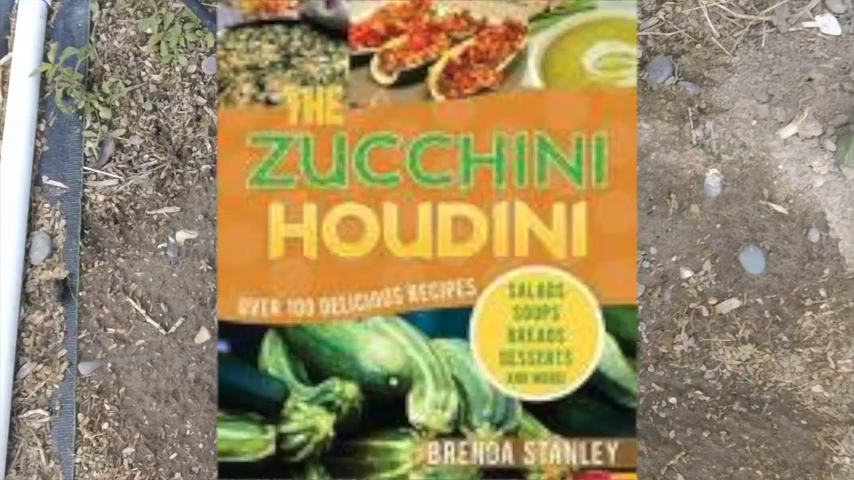 THE
ZUCCHINI
HOUDINI
OVER 100 DELICIOUS RECIPES
SALADS
SOUPS
BREADS
DESSERTS
AND MORE!
BRENDA STANLEY